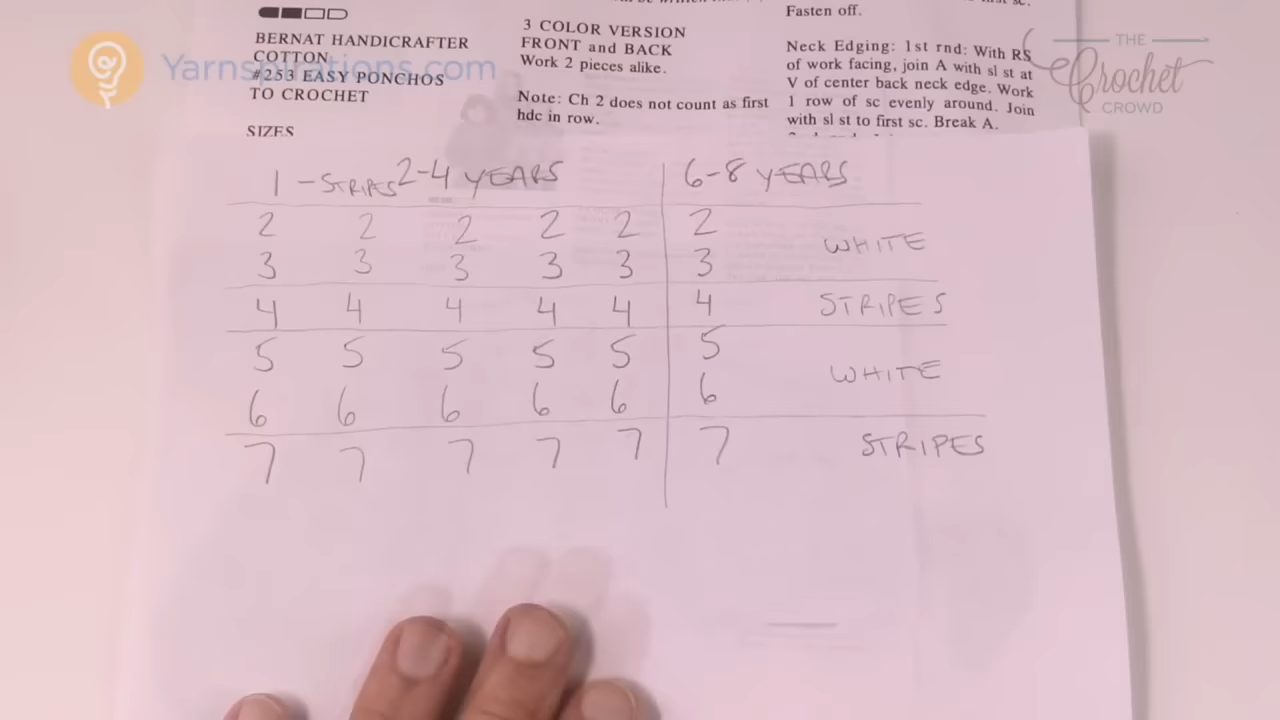 BERNAT HANDICRAFTER
COTTON
#253 EASY PONCHOS
TO CROCHET
SIZES
Yarnspirations.com
3 COLOR VERSION
FRONT and BACK
Work 2 pieces alike.
Note: Ch 2 does not count as first
hdc in row.
Fasten off.
Neck Edging: 1st rnd: With RS
of work facing, join A with sl st at
V of center back neck edge. Work
1 row of sc evenly around. Join
with sl st to first sc. Break A.
THE
Crochet
CROWD
1 - STRIPES 2-4 YEARS 6-8 YEARS
2 2 2 2 2 2
WHITE
3 3 3 3 3 3
4 4 4 4 4 4 STRIPES
5 5 5 5 5 5
WHITE
6 6 6 6 6 6
7 7 7 7 7 7 STRIPES